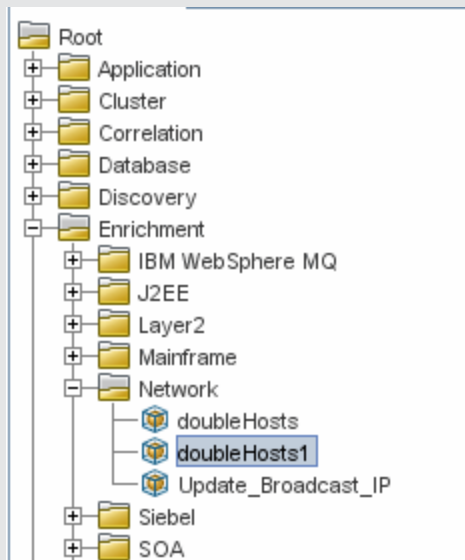 Root
Application
Cluster
Correlation
Database
Discovery
Enrichment
IBM WebSphere MQ
J2EE
Layer2
Mainframe
Network
doubleHosts
doubleHosts1
Update_Broadcast_IP
Siebel
SOA